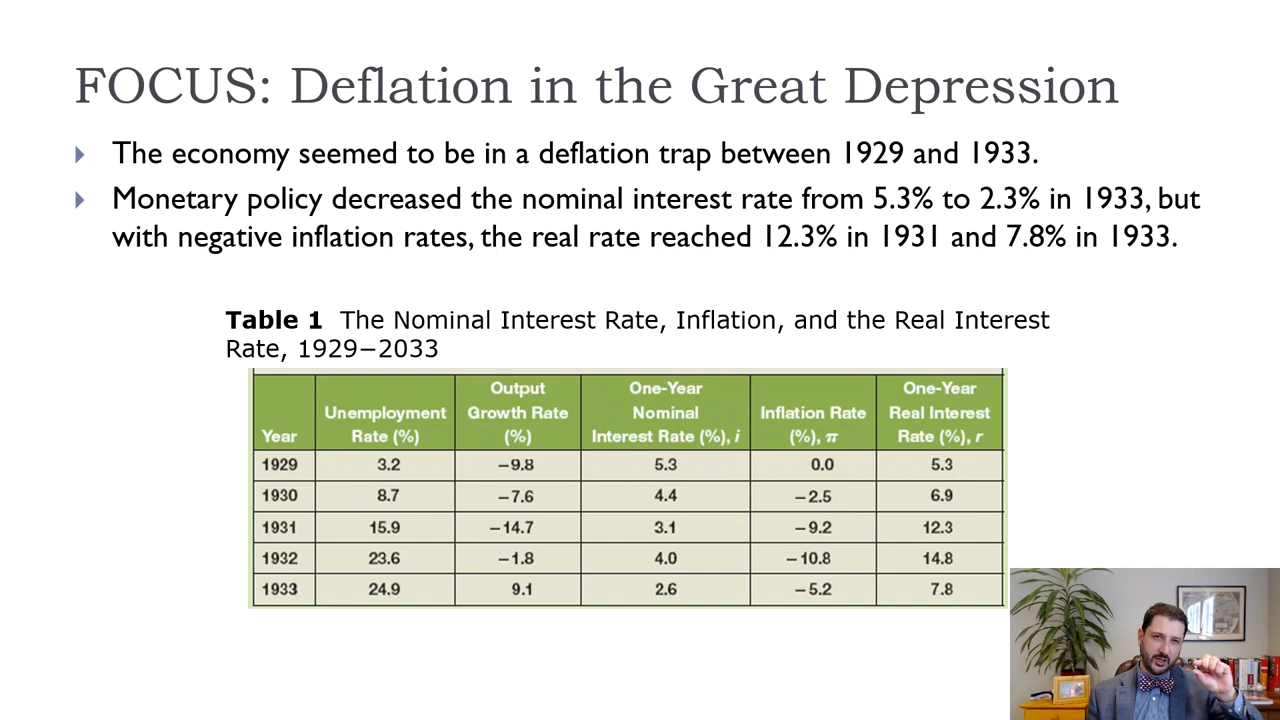 FOCUS: Deflation in the Great Depression
The economy seemed to be in a deflation trap between 1929 and 1933.
Monetary policy decreased the nominal interest rate from 5.3% to 2.3% in 1933, but
with negative inflation rates, the real rate reached 12.3% in 1931 and 7.8% in 1933.
Table 1 The Nominal Interest Rate, Inflation, and the Real Interest
Rate, 1929−2033
Year Unemployment Rate (%) Output Growth Rate (%) One-Year Nominal Interest Rate (%), i Inflation Rate (%), π One-Year Real Interest Rate (%), r
1929 3.2 −9.8 5.3 0.0 5.3
1930 8.7 −7.6 4.4 −2.5 6.9
1931 15.9 −14.7 3.1 −9.2 12.3
1932 23.6 −1.8 4.0 −10.8 14.8
1933 24.9 9.1 2.6 −5.2 7.8